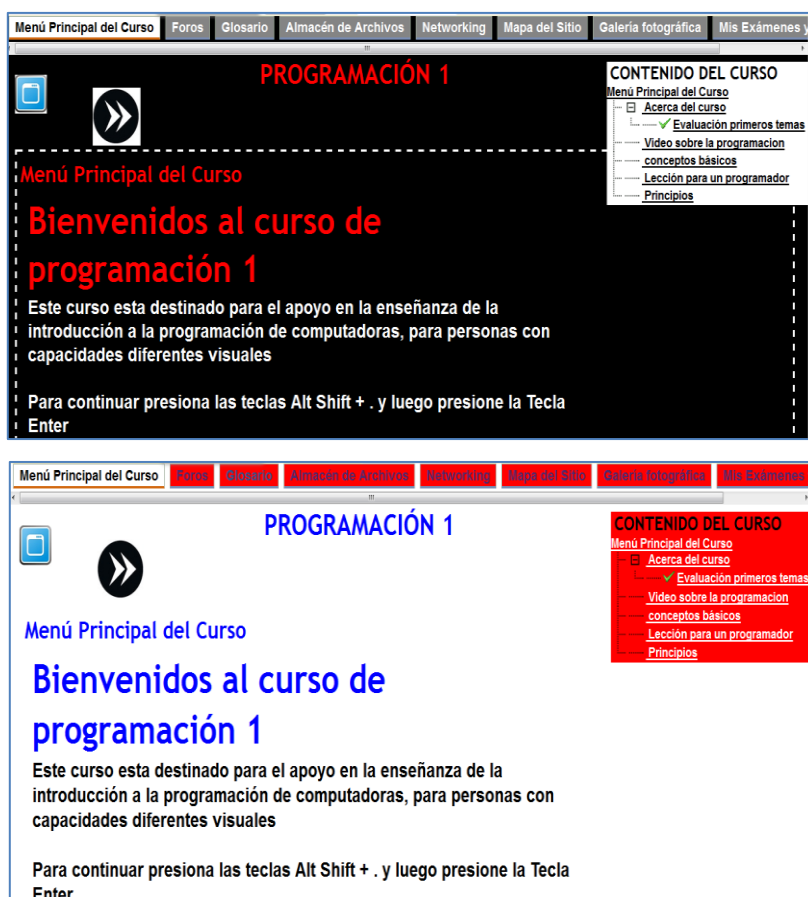 Menú Principal del Curso Foros Glosario Almacén de Archivos Networking Mapa del Sitio Galería fotográfica Mis Exámenes y
PROGRAMACIÓN 1
CONTENIDO DEL CURSO
Menú Principal del Curso
Acerca del curso
Evaluación primeros temas
Video sobre la programacion
conceptos básicos
Lección para un programador
Principios
Menú Principal del Curso
Bienvenidos al curso de
programación 1
Este curso esta destinado para el apoyo en la enseñanza de la
introducción a la programación de computadoras, para personas con
capacidades diferentes visuales
Para continuar presiona las teclas Alt Shift + . y luego presione la Tecla
Enter
Menú Principal del Curso Foros Glosario Almacén de Archivos Networking Mapa del Sitio Galería fotográfica Mis Exámenes
PROGRAMACIÓN 1
CONTENIDO DEL CURSO
Menú Principal del Curso
Acerca del curso
Evaluación primeros temas
Video sobre la programacion
conceptos básicos
Lección para un programador
Principios
Menú Principal del Curso
Bienvenidos al curso de
programación 1
Este curso esta destinado para el apoyo en la enseñanza de la
introducción a la programación de computadoras, para personas con
capacidades diferentes visuales
Para continuar presiona las teclas Alt Shift + . y luego presione la Tecla
Enter